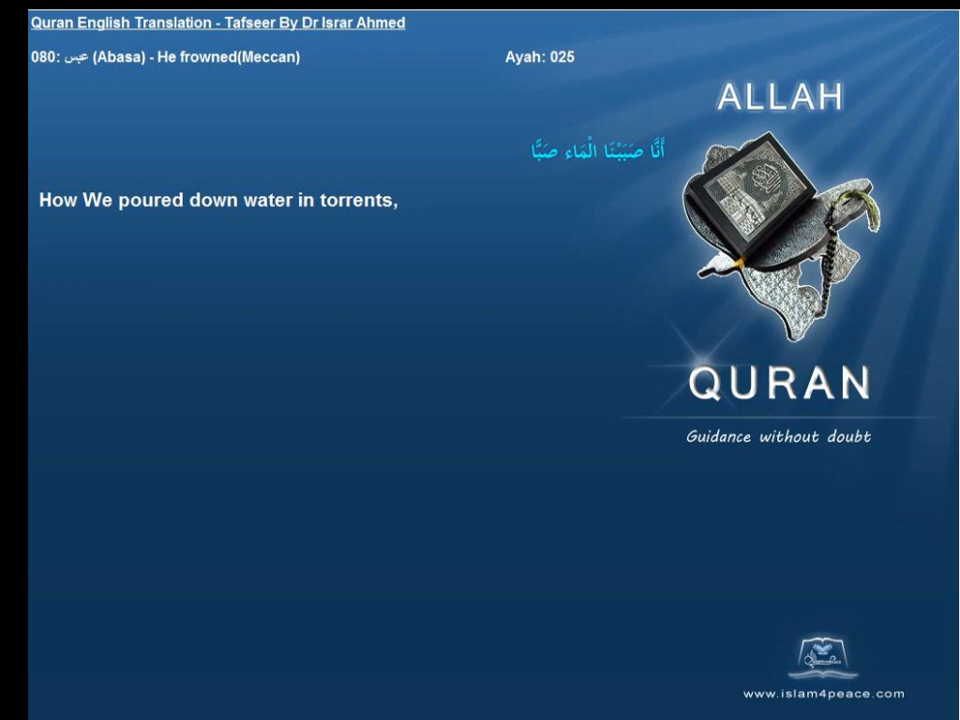 Quran English Translation - Tafseer By Dr Israr Ahmed
080: عبس (Abasa) - He frowned(Meccan) Ayah: 025
ALLAH
أَنَّا صَبَبْنَا الْمَاء صَبًّا
How We poured down water in torrents,
QURAN
Guidance without doubt
www.islam4peace.com